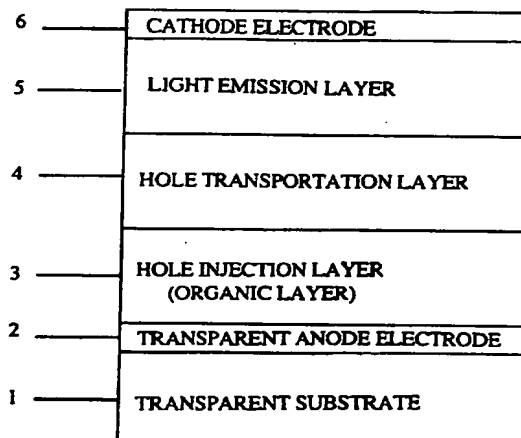 6 CATHODE ELECTRODE
5 LIGHT EMISSION LAYER
4 HOLE TRANSPORTATION LAYER
3 HOLE INJECTION LAYER
(ORGANIC LAYER)
2 TRANSPARENT ANODE ELECTRODE
1 TRANSPARENT SUBSTRATE